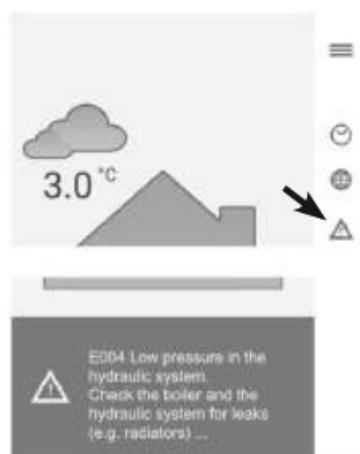 3.0 °C
E004 Low pressure in the
hydraulic system
Check the boiler and the
hydraulic system for leaks
(e.g. radiators) ...